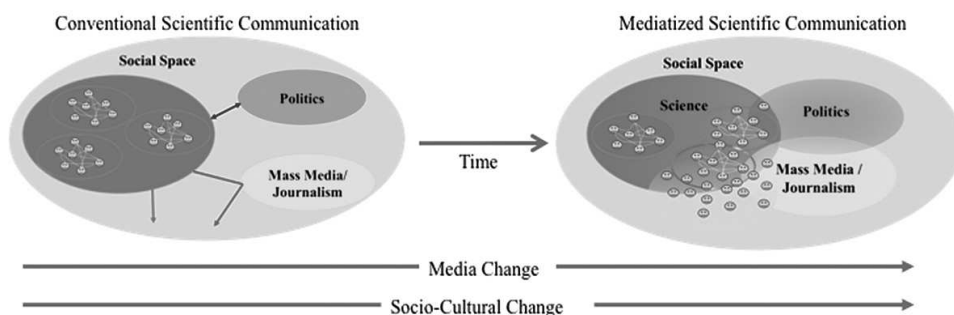 Conventional Scientific Communication
Social Space
Politics
Mass Media/
Journalism
Time
Mediatized Scientific Communication
Social Space
Science
Politics
Mass Media /
Journalism
Media Change
Socio-Cultural Change